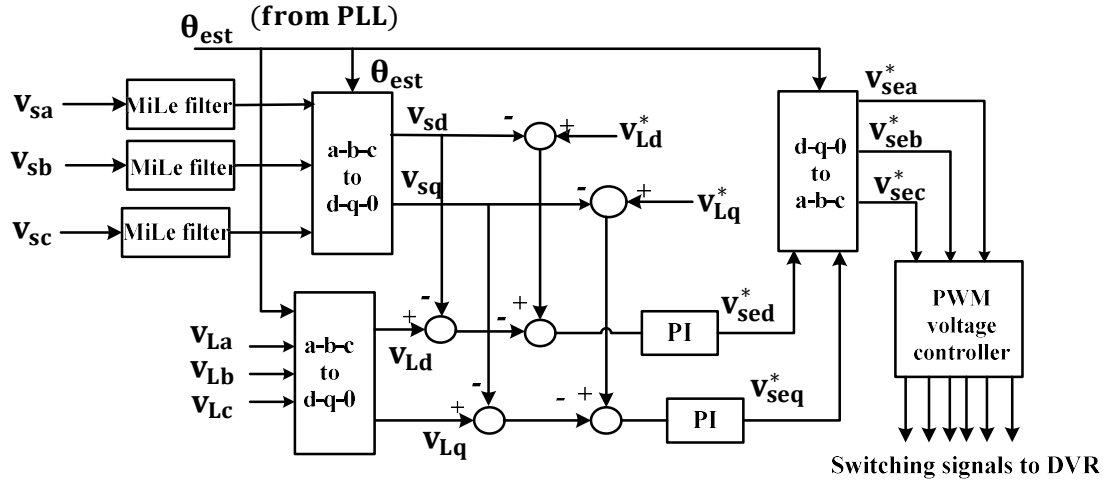 (from PLL)
θest
θest
vsa
MiLe filter
vsb
MiLe filter
vsc
MiLe filter
a-b-c
to
d-q-0
vsd
vsq
-
+
v*Ld
-
+
v*Lq
d-q-0
to
a-b-c
v*sea
v*seb
v*sec
PWM
voltage
controller
Switching signals to DVR
vLa
vLb
vLc
a-b-c
to
d-q-0
+
-
vLd
-
+
PI
v*sed
+
-
vLq
-
+
PI
v*seq